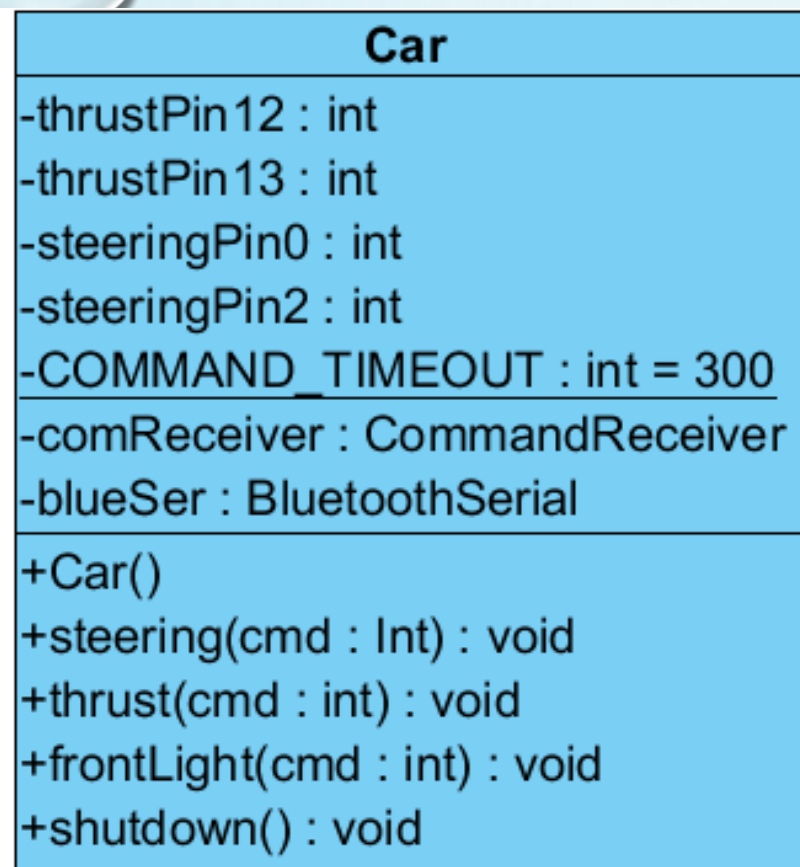 Car
-thrustPin12 : int
-thrustPin13 : int
-steeringPin0 : int
-steeringPin2 : int
-COMMAND_TIMEOUT : int = 300
-comReceiver : CommandReceiver
-blueSer : BluetoothSerial
+Car()
+steering(cmd : Int) : void
+thrust(cmd : int) : void
+frontLight(cmd : int) : void
+shutdown() : void